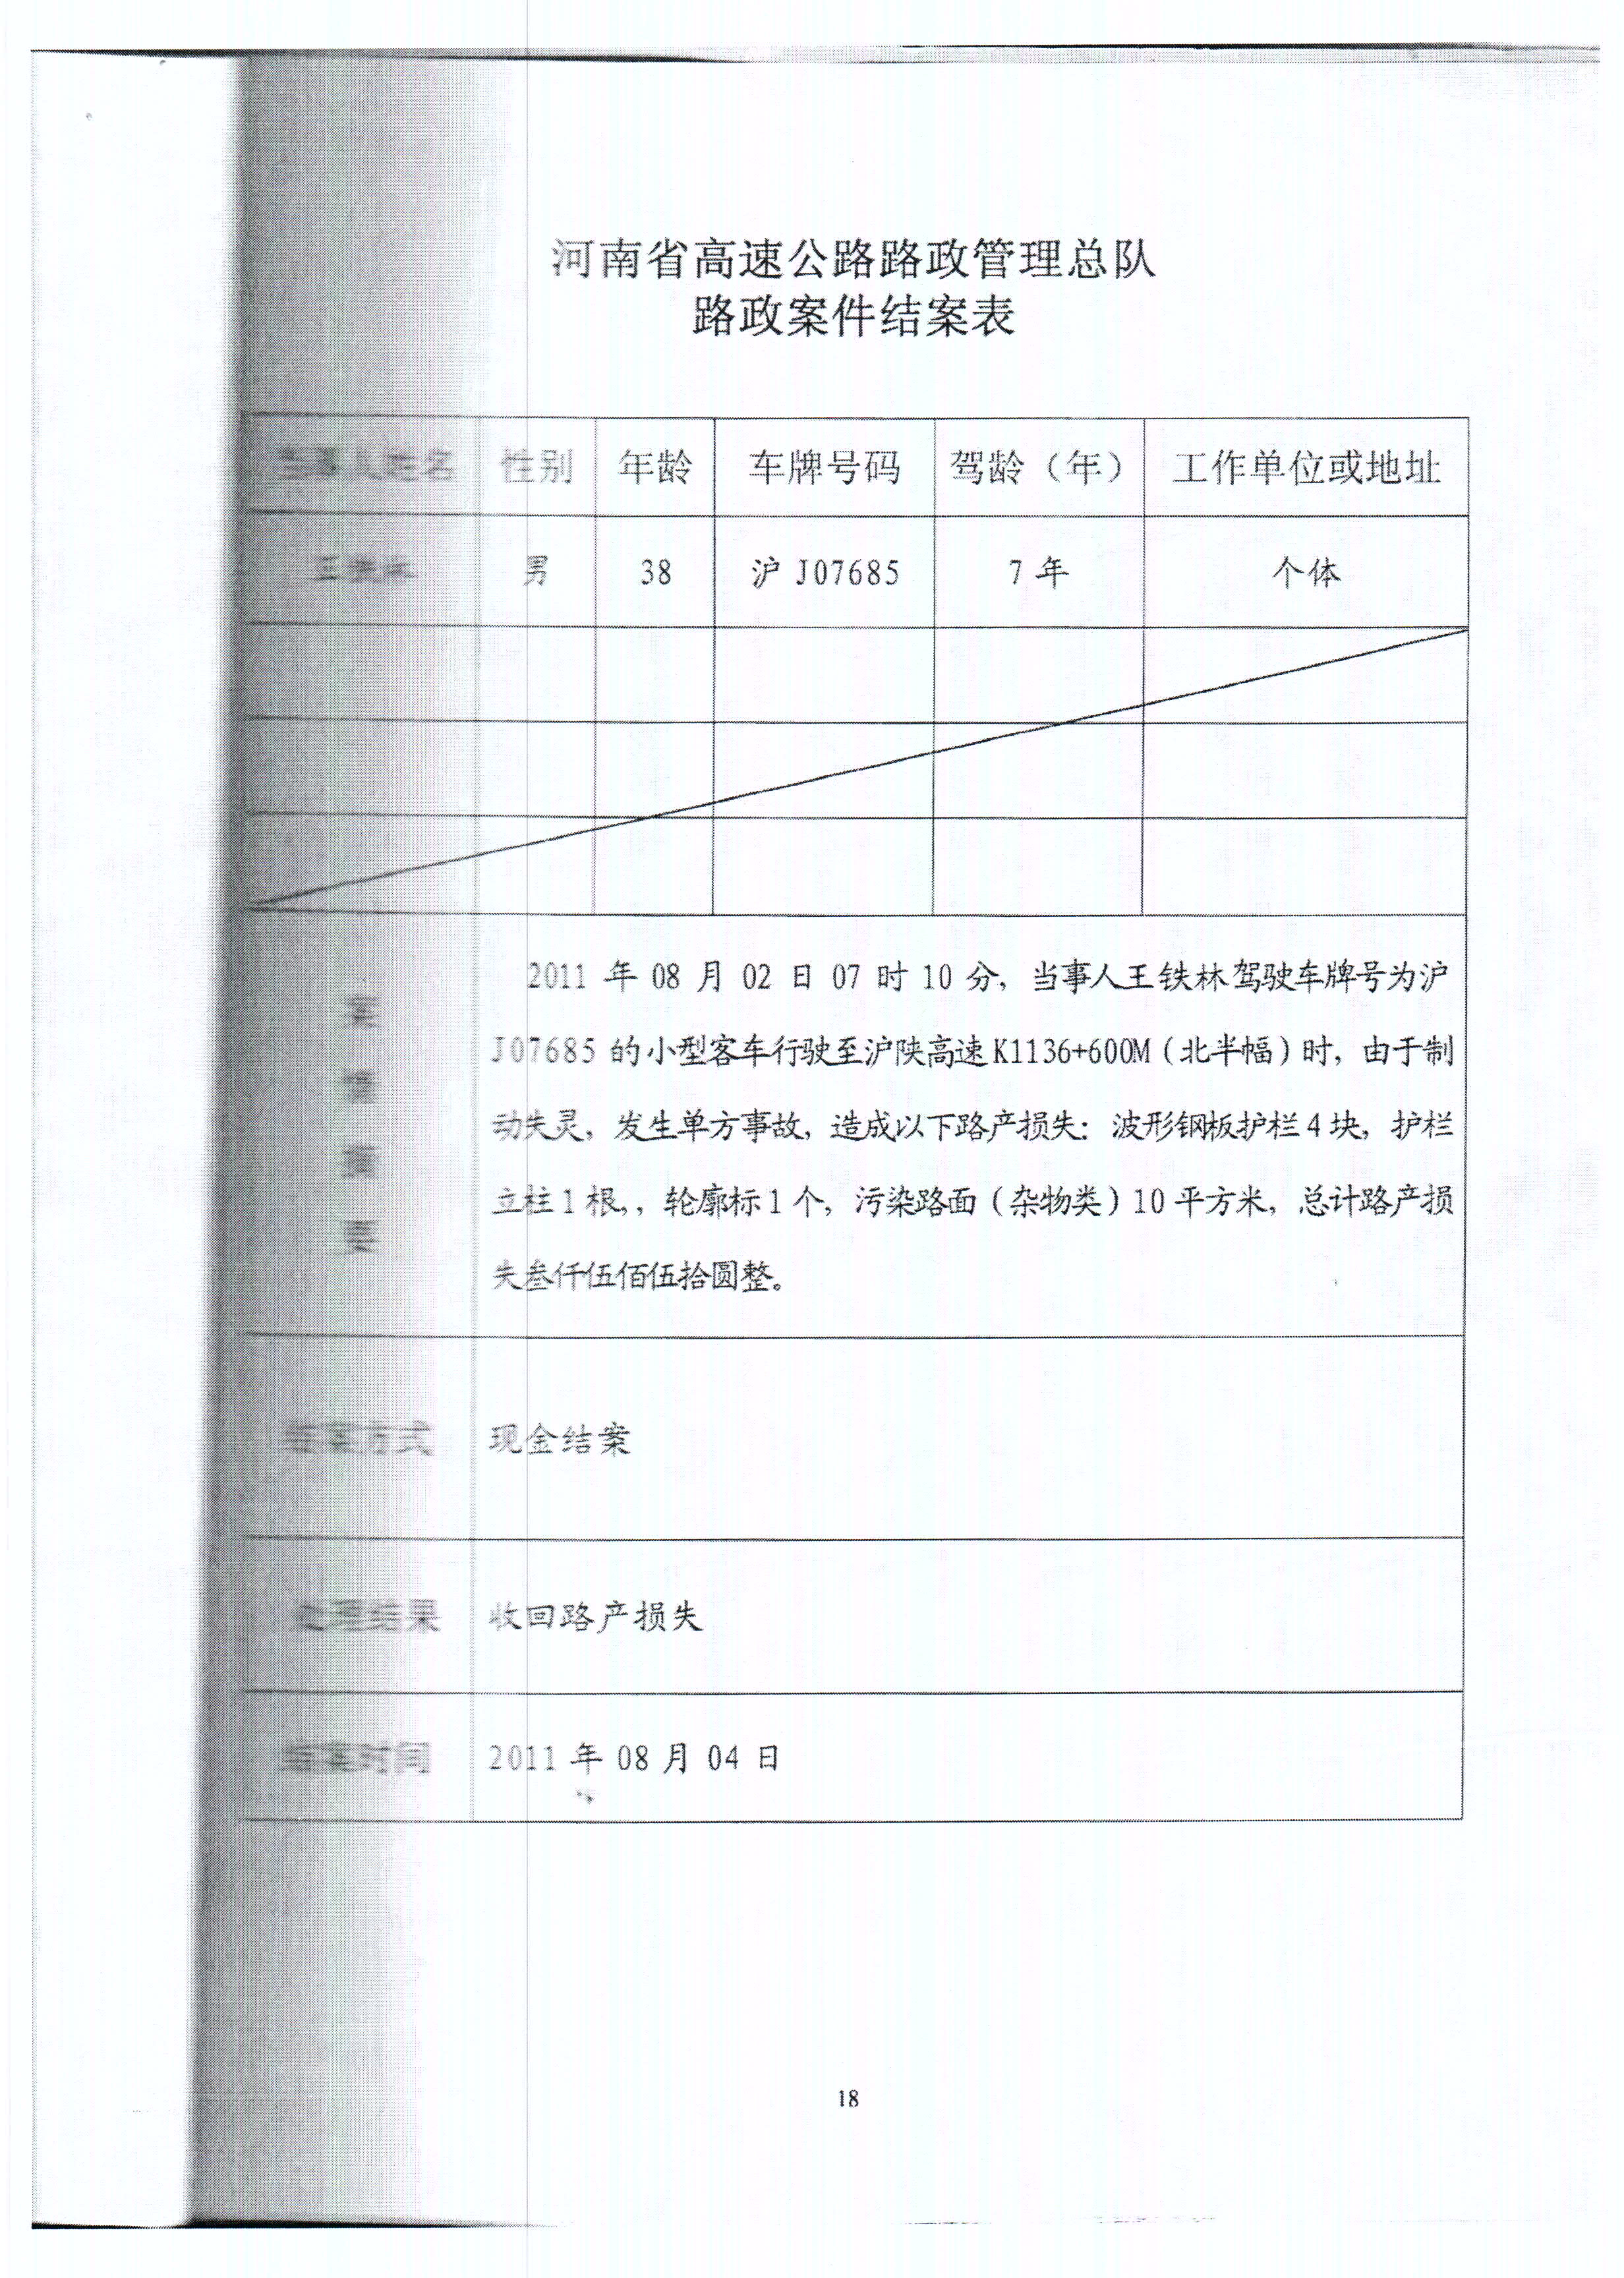 河南省高速公路路政管理总队
路政案件结案表
当事人姓名 性别 年龄 车牌号码 驾龄（年） 工作单位或地址
王铁林 男 38 沪 J07685 7 年 个体
案情摘要
2011 年 08 月 02 日 07 时 10 分，当事人王铁林驾驶车牌号为沪
J07685 的小型客车行驶至沪陕高速K1136+600M（北半幅）时，由于制
动失灵，发生单方事故，造成以下路产损失：波形钢板护栏 4 块，护栏
立柱 1 根，，轮廓标 1 个，污染路面（杂物类）10 平方米，总计路产损
失叁仟伍佰伍拾圆整。
结案方式 现金结案
处理结果 收回路产损失
结案时间 2011 年 08 月 04 日
18